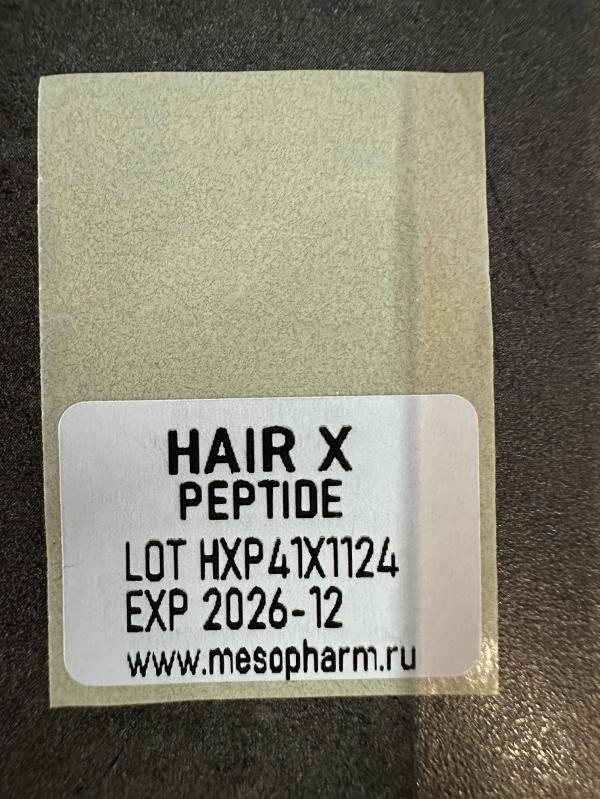 HAIR X
PEPTIDE
LOT HXP41X1124
EXP 2026-12
www.mesopharm.ru